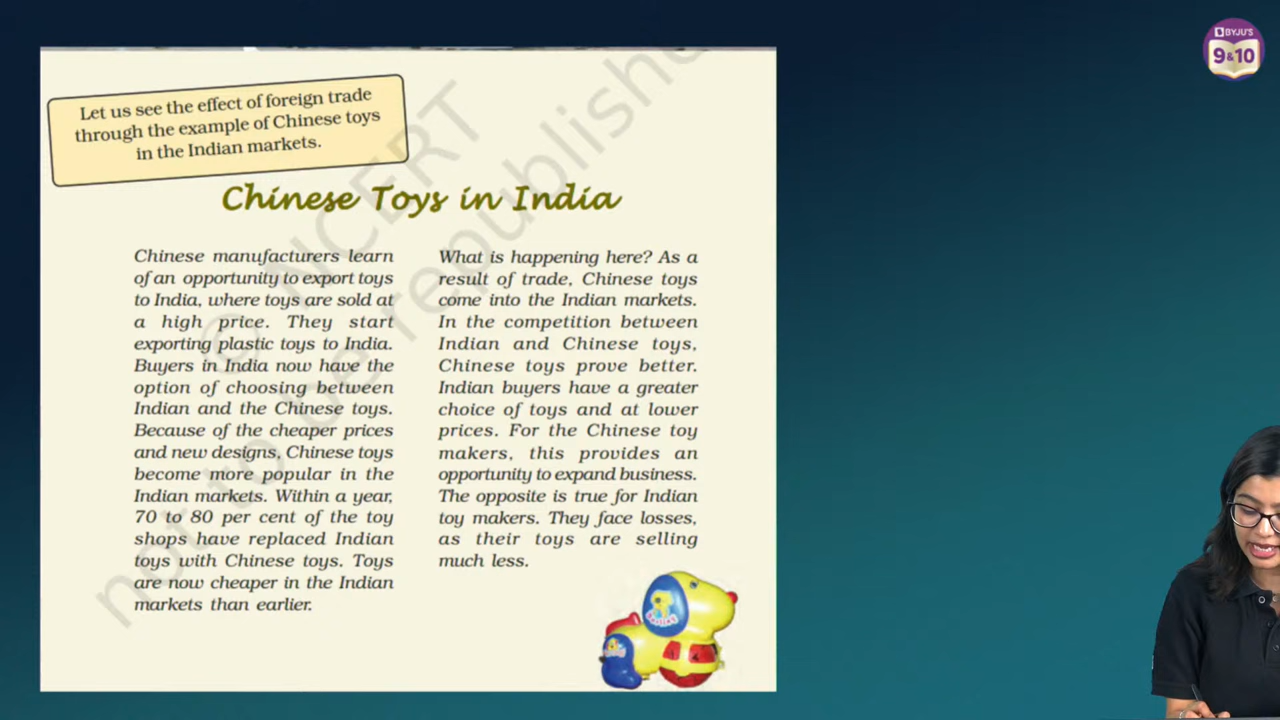 BYJU'S
9&10
Let us see the effect of foreign trade
through the example of Chinese toys
in the Indian markets.
Chinese Toys in India
Chinese manufacturers learn
of an opportunity to export toys
to India, where toys are sold at
a high price. They start
exporting plastic toys to India.
Buyers in India now have the
option of choosing between
Indian and the Chinese toys.
Because of the cheaper prices
and new designs, Chinese toys
become more popular in the
Indian markets. Within a year,
70 to 80 per cent of the toy
shops have replaced Indian
toys with Chinese toys. Toys
are now cheaper in the Indian
markets than earlier.
What is happening here? As a
result of trade, Chinese toys
come into the Indian markets.
In the competition between
Indian and Chinese toys,
Chinese toys prove better.
Indian buyers have a greater
choice of toys and at lower
prices. For the Chinese toy
makers, this provides an
opportunity to expand business.
The opposite is true for Indian
toy makers. They face losses,
as their toys are selling
much less.
© NCERT
not to be republished